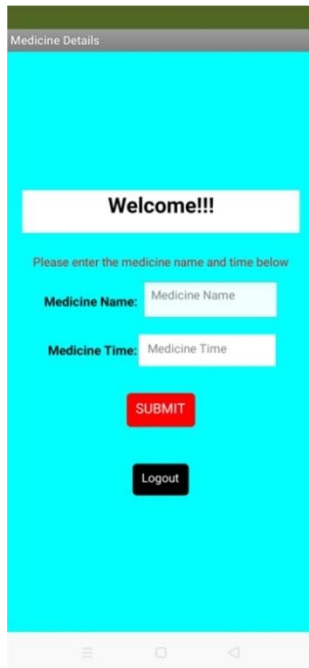 Medicine Details
Welcome!!!
Please enter the medicine name and time below
Medicine Name: Medicine Name
Medicine Time: Medicine Time
SUBMIT
Logout